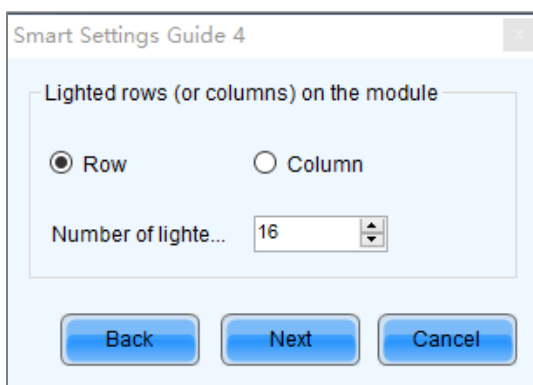 Smart Settings Guide 4
Lighted rows (or columns) on the module
Row Column
Number of lighte... 16
Back Next Cancel